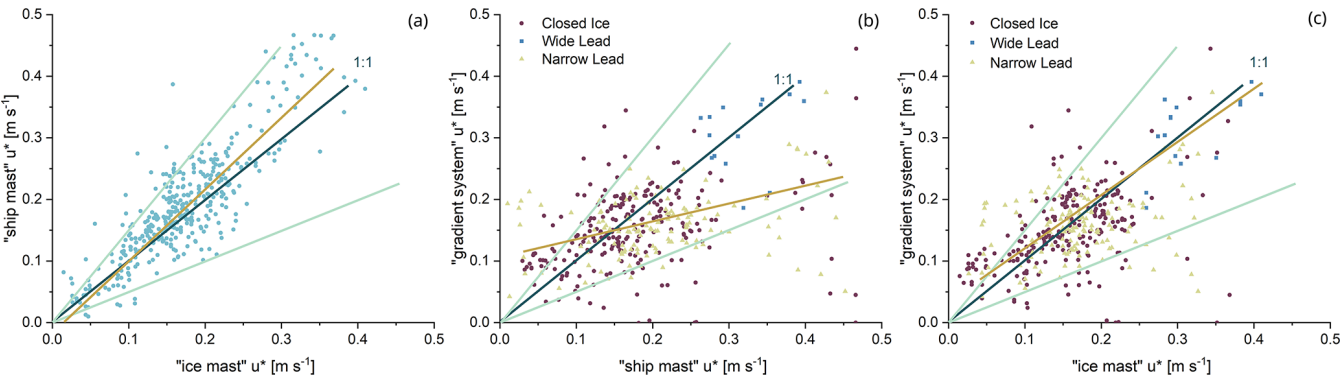 (a)
0.5
0.4
0.3
0.2
0.1
0.0
"ship mast" u* [m s-1]
1:1
0.0 0.1 0.2 0.3 0.4 0.5
"ice mast" u* [m s-1]
(b)
Closed Ice
Wide Lead
Narrow Lead
0.5
0.4
0.3
0.2
0.1
0.0
"gradient system" u* [m s-1]
1:1
0.0 0.1 0.2 0.3 0.4 0.5
"ship mast" u* [m s-1]
(c)
Closed Ice
Wide Lead
Narrow Lead
0.5
0.4
0.3
0.2
0.1
0.0
"gradient system" u* [m s-1]
1:1
0.0 0.1 0.2 0.3 0.4 0.5
"ice mast" u* [m s-1]